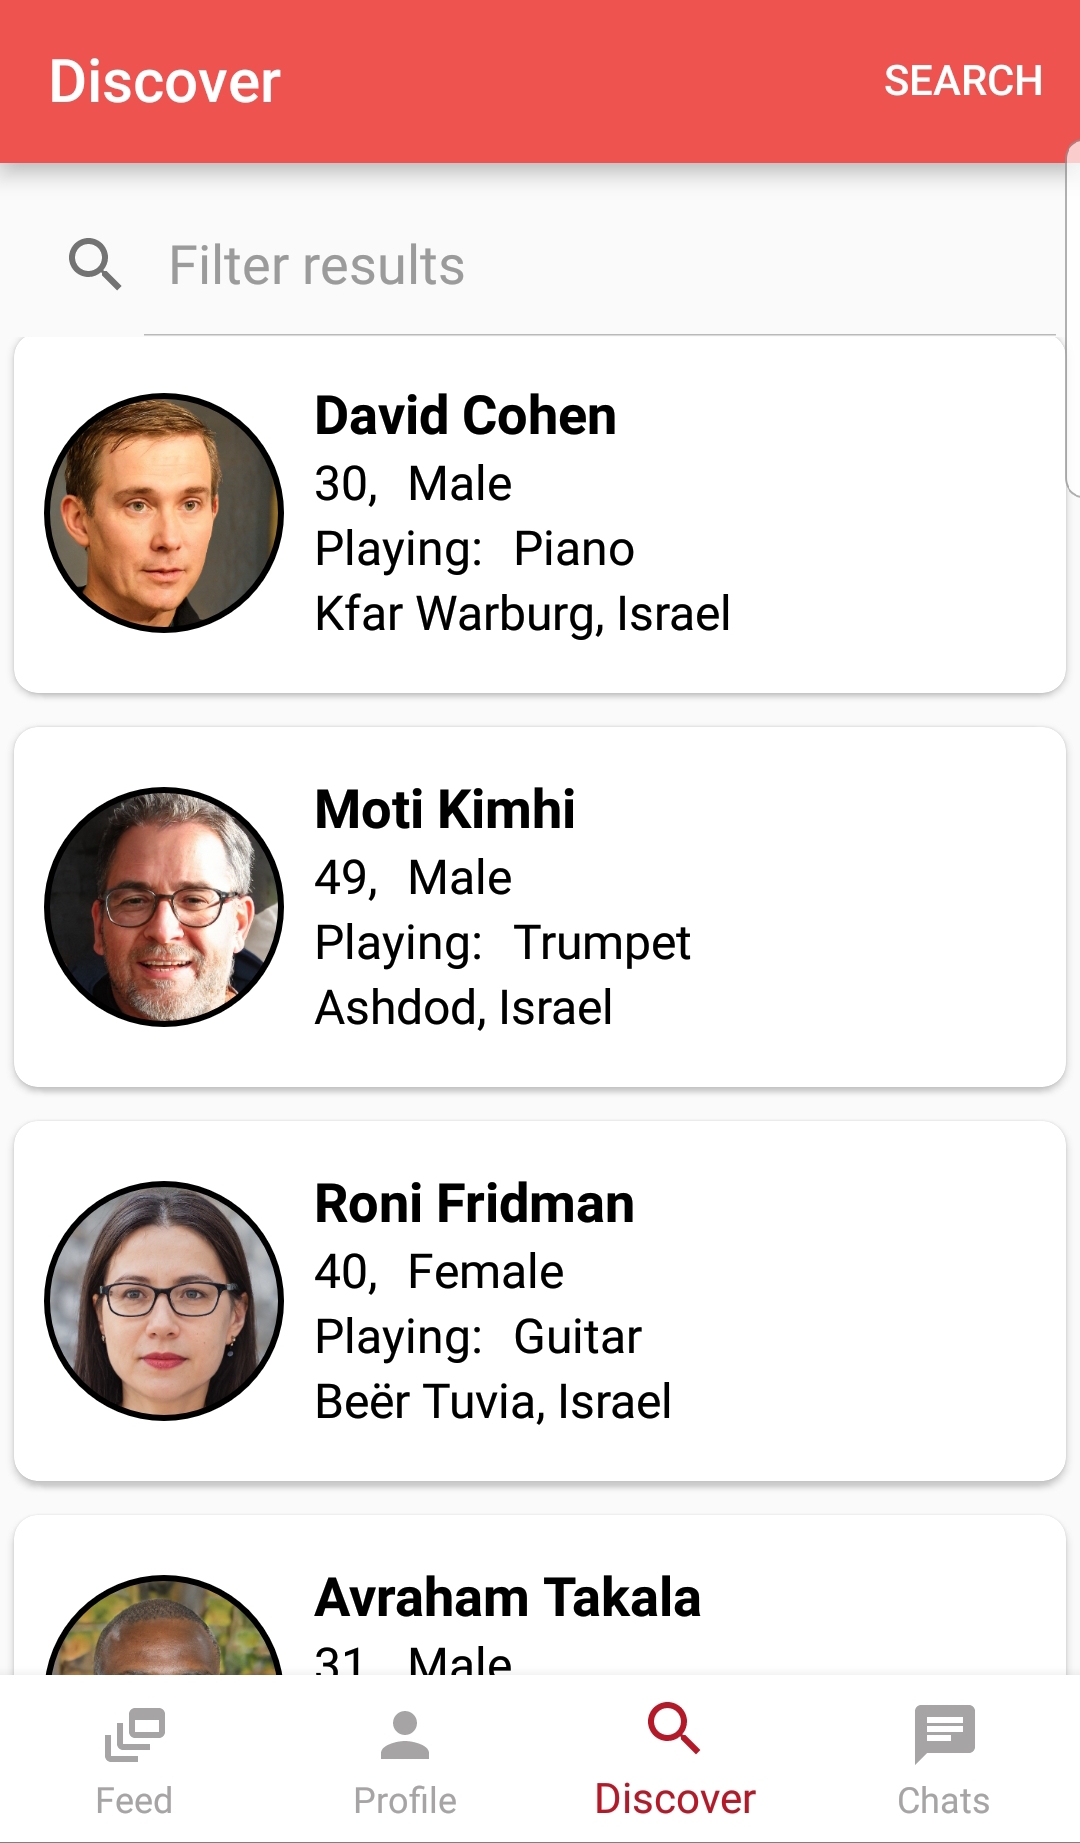 Discover
SEARCH
Filter results
David Cohen
30, Male
Playing: Piano
Kfar Warburg, Israel
Moti Kimhi
49, Male
Playing: Trumpet
Ashdod, Israel
Roni Fridman
40, Female
Playing: Guitar
Beër Tuvia, Israel
Avraham Takala
31, Male
Feed
Profile
Discover
Chats